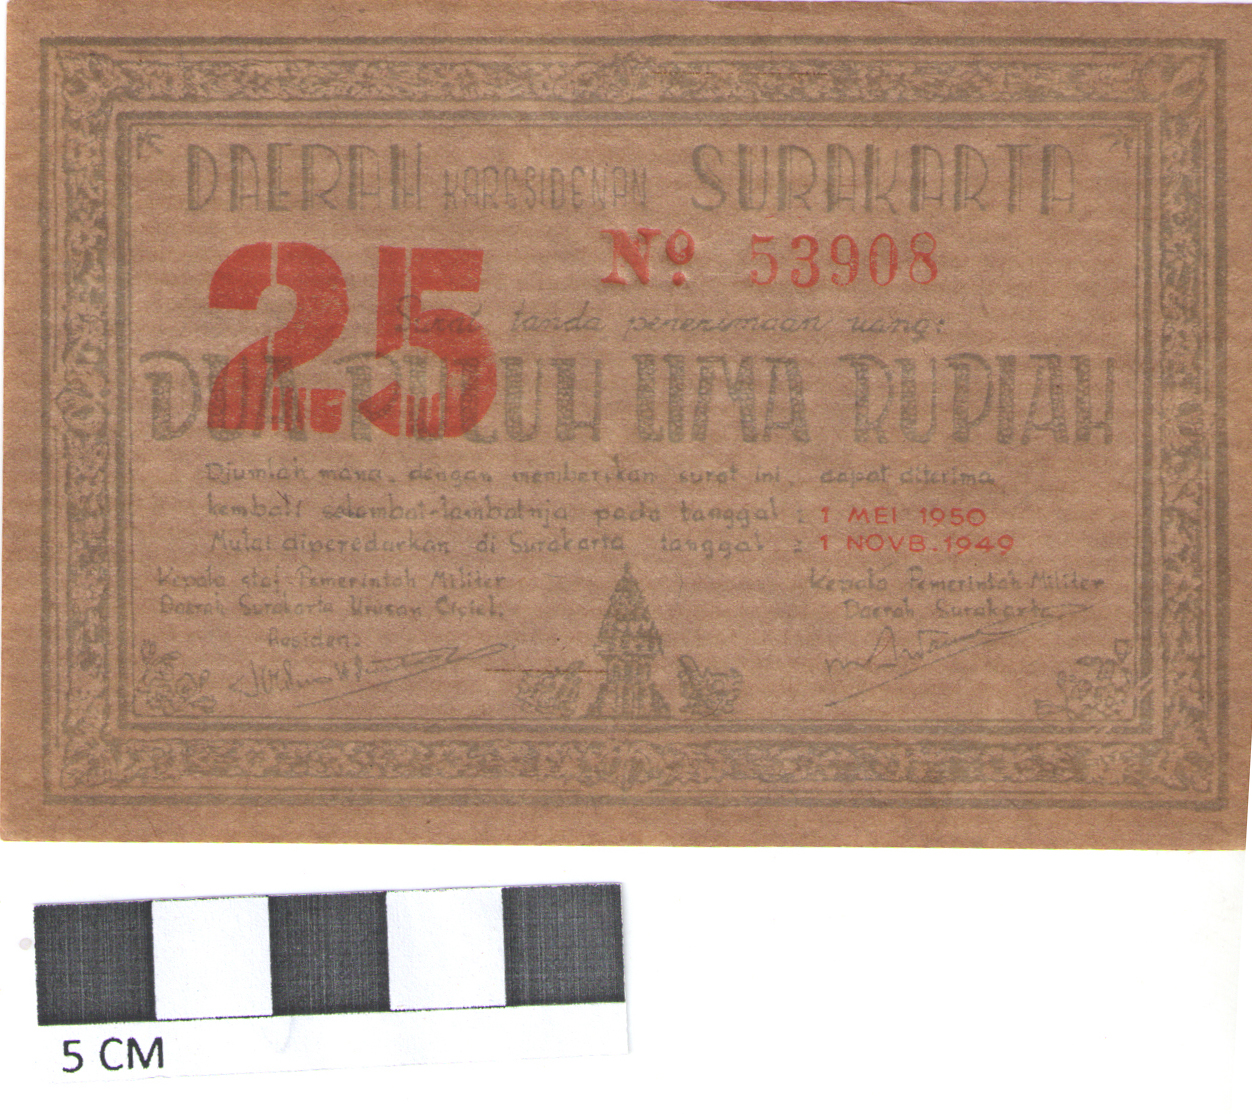 DAERAH KARESIDENAN SURAKARTA
25
Nº 53908
Surat tanda penerimaan uang:
DUA PULUH LIMA RUPIAH
Djumlah mana, dengan memberikan surat ini, dapat diterima
kembali selambat-lambatnja pada tanggal : 1 MEI 1950
Mulai diperedarkan di Surakarta tanggal : 1 NOVB. 1949
Kepala staf Pemerintah Militer
Daerah Surakarta Urusan Cipiel,
Residen:
Kepala Pemerintah Militer
Daerah Surakarta:
5 CM